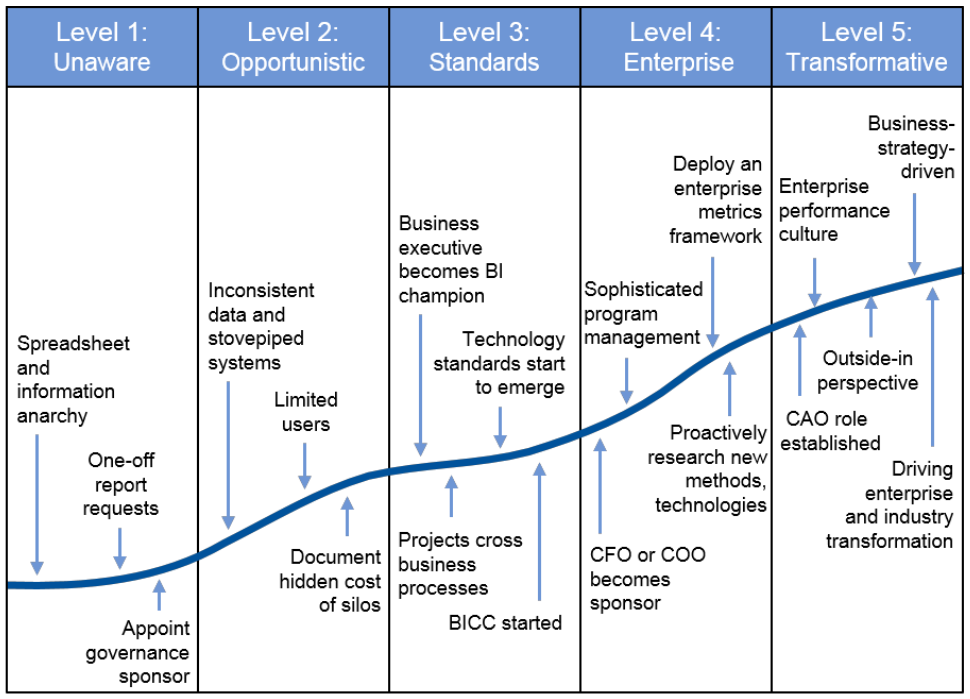 Level 1:
Unaware
Level 2:
Opportunistic
Level 3:
Standards
Level 4:
Enterprise
Level 5:
Transformative
Spreadsheet
and
information
anarchy
One-off
report
requests
Appoint
governance
sponsor
Inconsistent
data and
stovepiped
systems
Limited
users
Document
hidden cost
of silos
Business
executive
becomes BI
champion
Technology
standards start
to emerge
Projects cross
business
processes
BICC started
Sophisticated
program
management
Deploy an
enterprise
metrics
framework
CFO or COO
becomes
sponsor
Proactively
research new
methods,
technologies
Enterprise
performance
culture
Business-
strategy-
driven
Outside-in
perspective
CAO role
established
Driving
enterprise
and industry
transformation